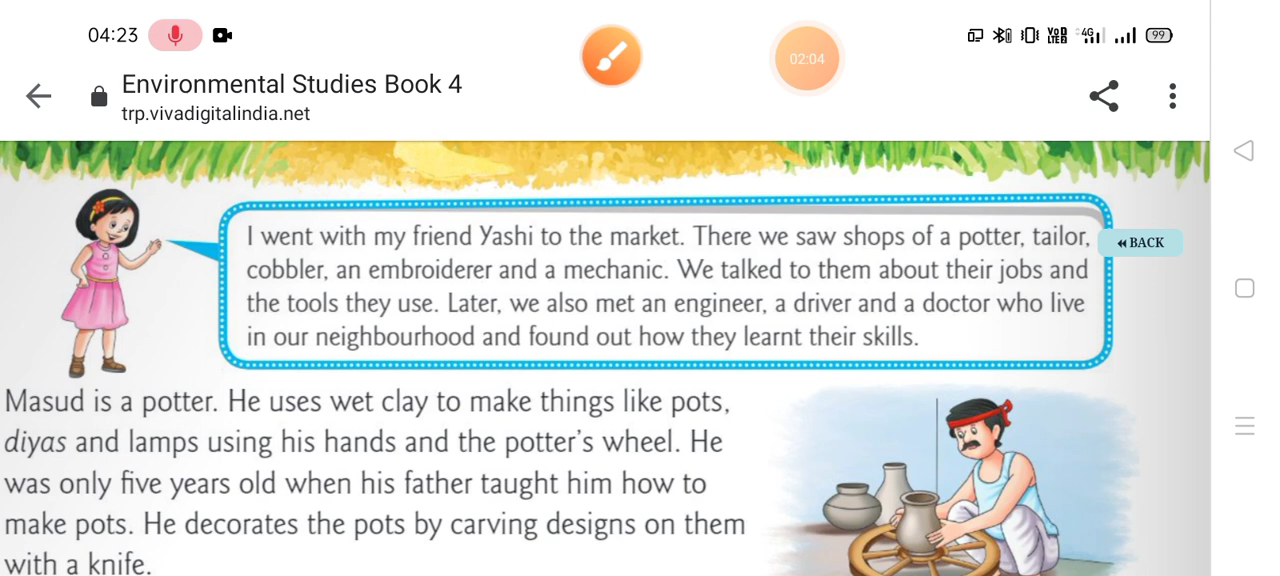 04:23
VoD LTE2 4G 99
02:04
Environmental Studies Book 4
trp.vivadigitalindia.net
I went with my friend Yashi to the market. There we saw shops of a potter, tailor,
cobbler, an embroiderer and a mechanic. We talked to them about their jobs and
the tools they use. Later, we also met an engineer, a driver and a doctor who live
in our neighbourhood and found out how they learnt their skills.
BACK
Masud is a potter. He uses wet clay to make things like pots,
diyas and lamps using his hands and the potter's wheel. He
was only five years old when his father taught him how to
make pots. He decorates the pots by carving designs on them
with a knife.